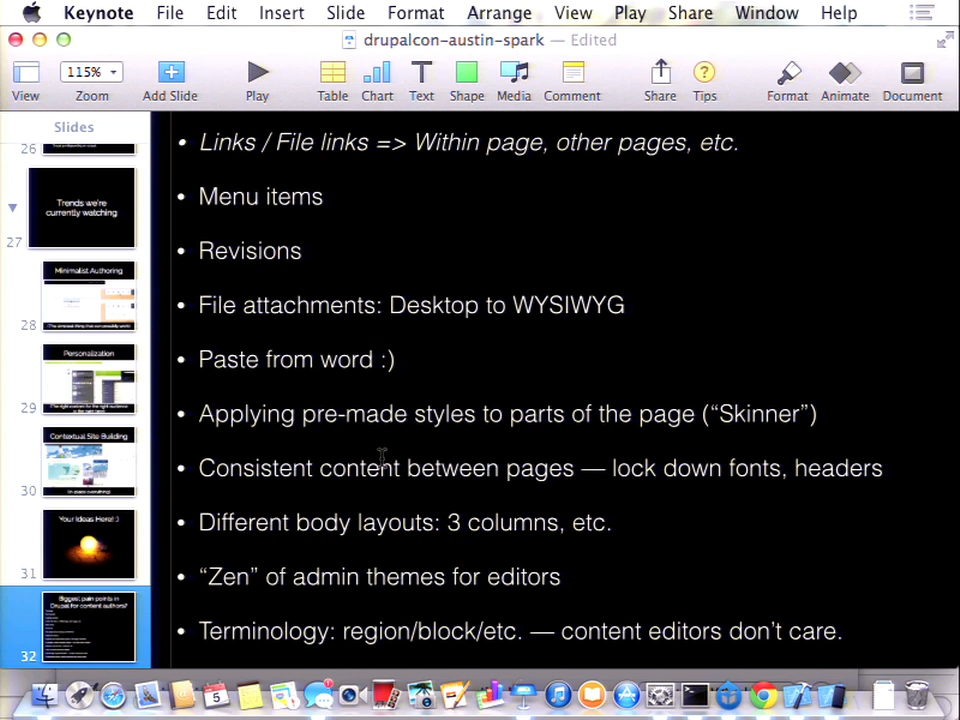 Keynote File Edit Insert Slide Format Arrange View Play Share Window Help
drupalcon-austin-spark — Edited
115%
View Zoom Add Slide Play Table Chart Text Shape Media Comment Share Tips Format Animate Document
Slides
26
Trends we're
currently watching
27
Minimalist Authoring
28
Personalization
29
Contextual Site Building
30
Your Ideas Here! :)
31
Biggest pain points in
Drupal for content authors?
32
• Links / File links => Within page, other pages, etc.
• Menu items
• Revisions
• File attachments: Desktop to WYSIWYG
• Paste from word :)
• Applying pre-made styles to parts of the page (“Skinner”)
• Consistent content between pages — lock down fonts, headers
• Different body layouts: 3 columns, etc.
• “Zen” of admin themes for editors
• Terminology: region/block/etc. — content editors don’t care.
5